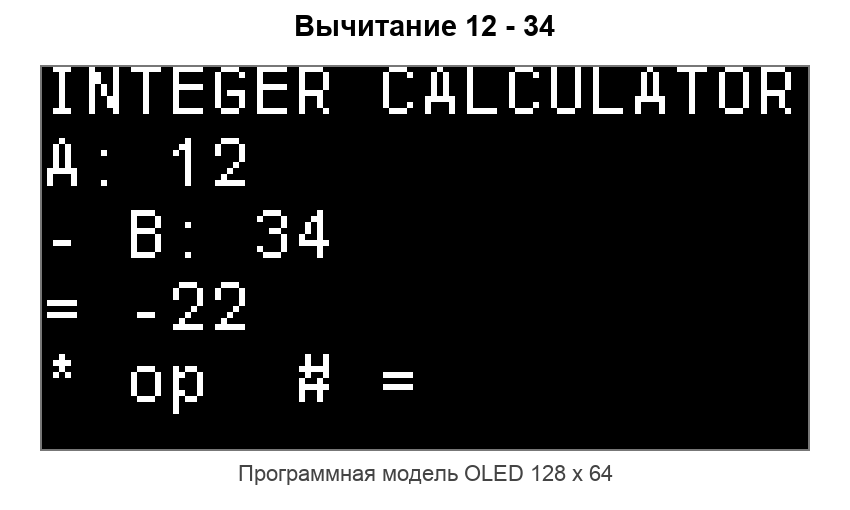 Вычитание 12 - 34
INTEGER CALCULATOR
A: 12
- B: 34
= -22
* op # =
Программная модель OLED 128 x 64